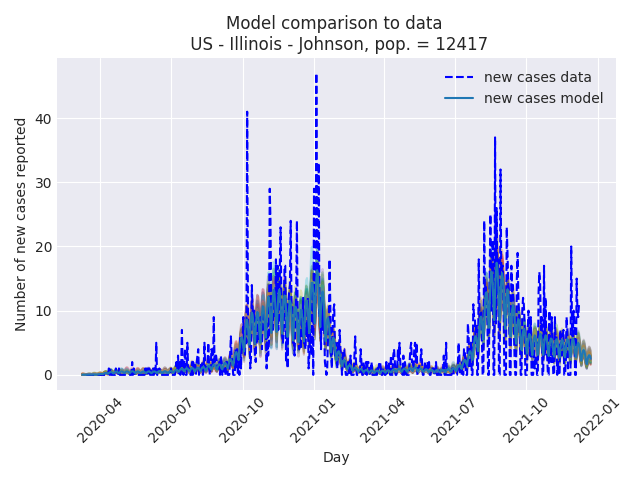 Model comparison to data
US - Illinois - Johnson, pop. = 12417
new cases data
new cases model
Number of new cases reported
40
30
20
10
0
2020-04
2020-07
2020-10
2021-01
2021-04
2021-07
2021-10
2022-01
Day